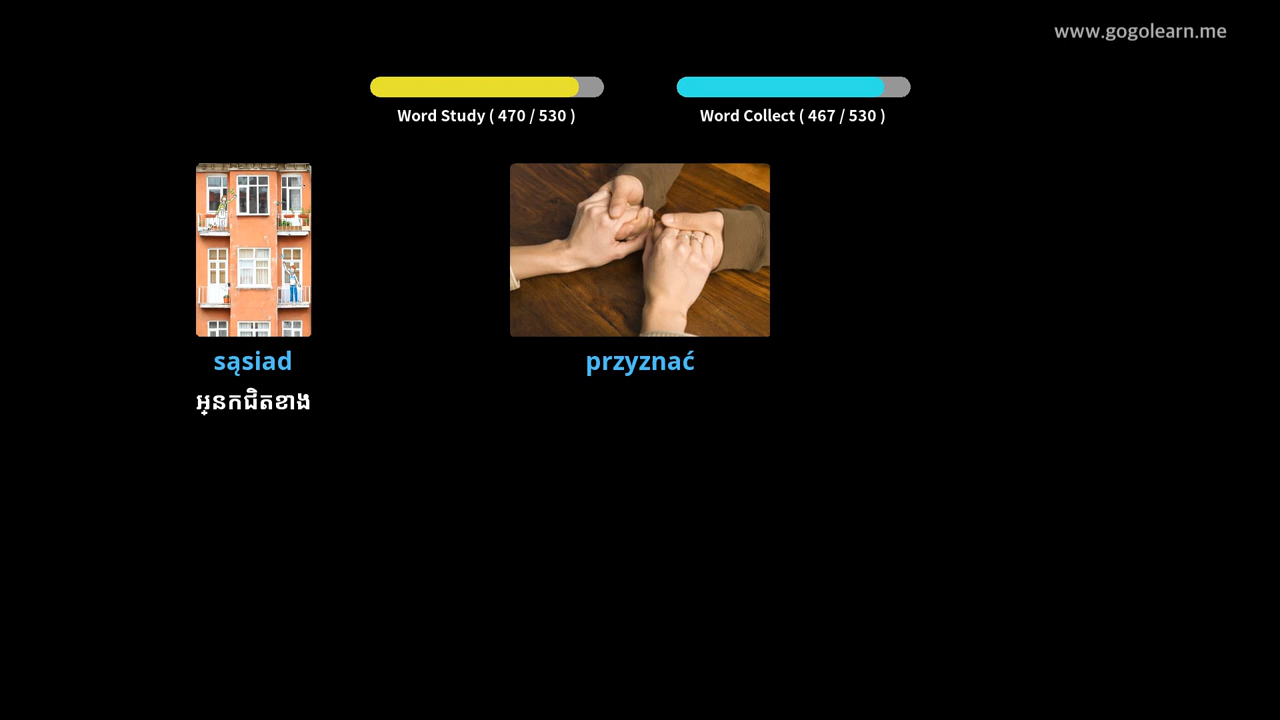 www.gogolearn.me
Word Study ( 470 / 530 )
Word Collect ( 467 / 530 )
sąsiad
przyznać
អ្នកជិតខាង